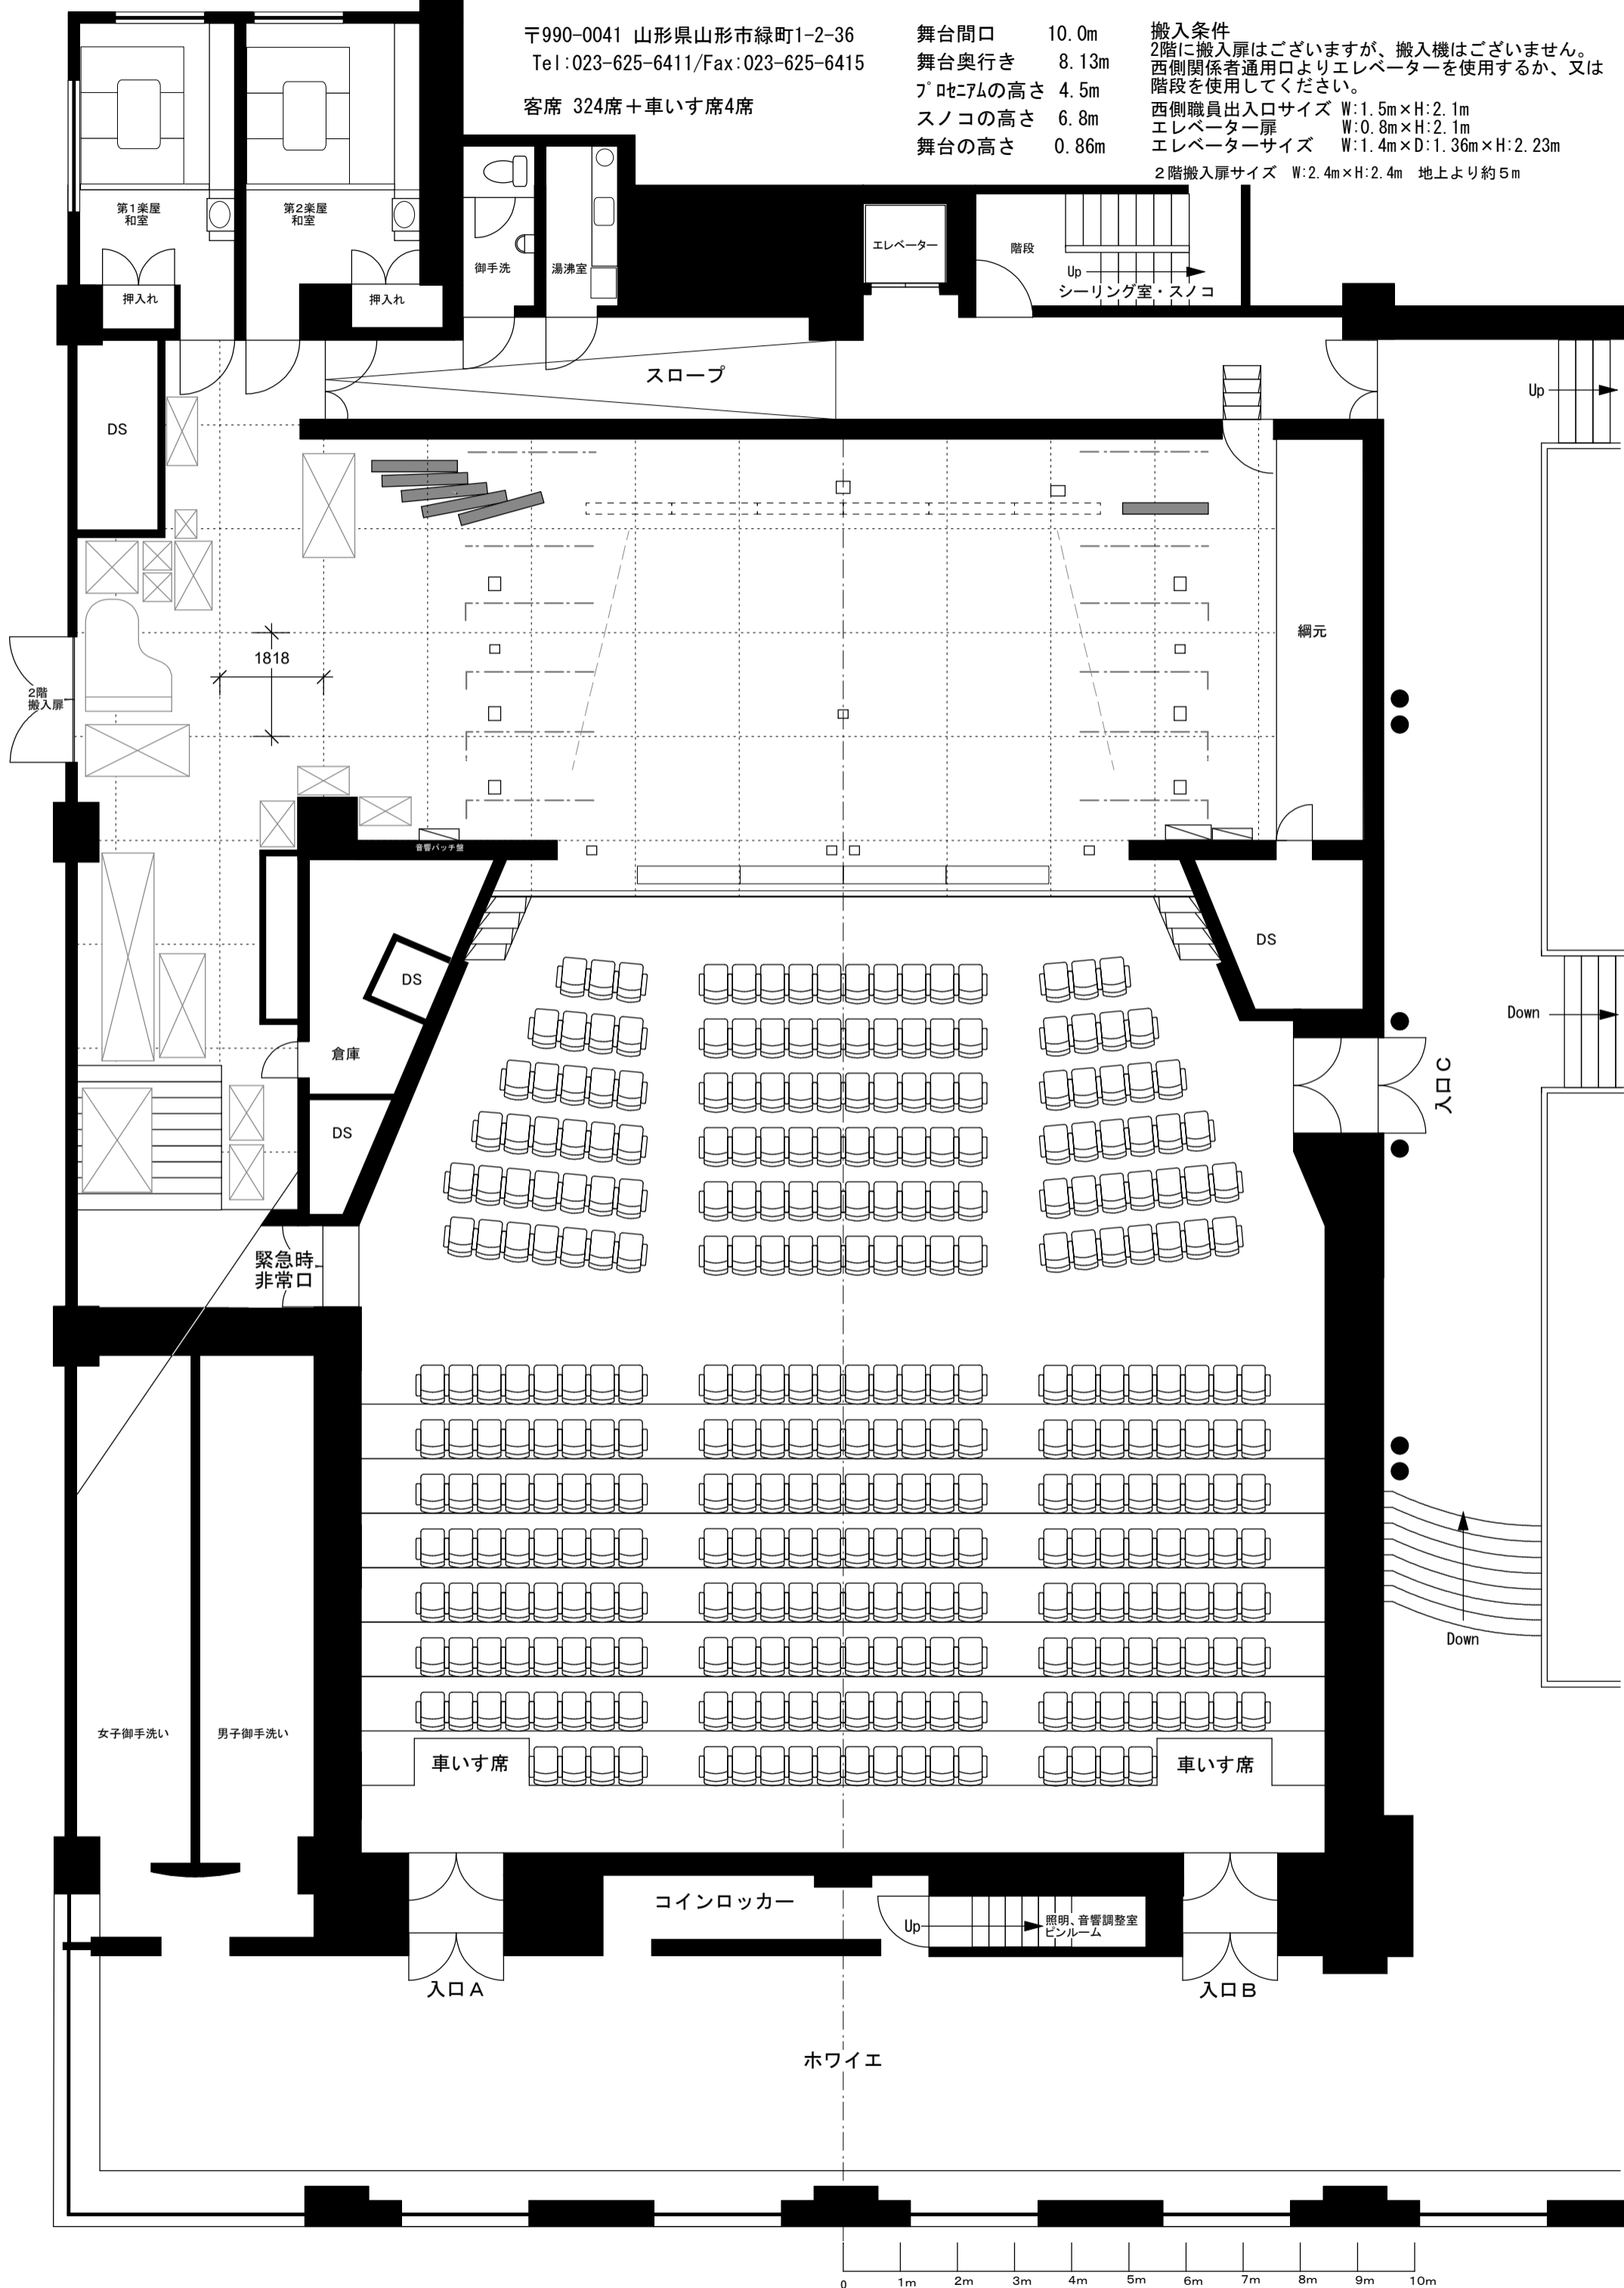 〒990-0041 山形県山形市緑町1-2-36
Tel:023-625-6411/Fax:023-625-6415
客席 324席＋車いす席4席
舞台間口 10.0m
舞台奥行き 8.13m
プロセニアムの高さ 4.5m
スノコの高さ 6.8m
舞台の高さ 0.86m
搬入条件
2階に搬入扉はございますが、搬入機はございません。
西側関係者通用口よりエレベーターを使用するか、又は
階段を使用してください。
西側職員出入口サイズ W:1.5m×H:2.1m
エレベーター扉 W:0.8m×H:2.1m
エレベーターサイズ W:1.4m×D:1.36m×H:2.23m
２階搬入扉サイズ W:2.4m×H:2.4m 地上より約５m
第1楽屋
和室
第2楽屋
和室
押入れ
押入れ
御手洗
湯沸室
エレベーター
階段
Up
シーリング室・スノコ
スロープ
Up
DS
1818
2階
搬入扉
綱元
音響パッチ盤
DS
DS
倉庫
DS
Down
入口C
緊急時
非常口
Down
女子御手洗い
男子御手洗い
車いす席
車いす席
コインロッカー
Up
照明、音響調整室
ピンルーム
入口A
入口B
ホワイエ
0
1m
2m
3m
4m
5m
6m
7m
8m
9m
10m